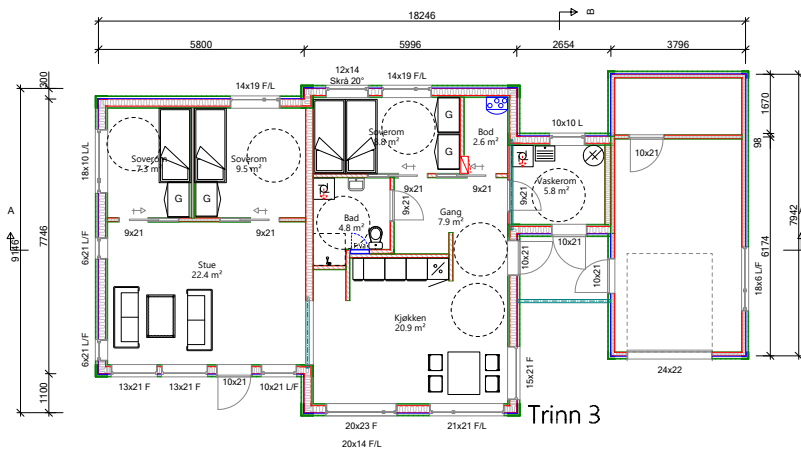 18246
B
5800
5996
2654
3796
12x14
Skrå 20°
14x19 F/L
14x19 F/L
300
1670
98
10x10 L
G
Soverom
8.8 m²
Bod
2.6 m²
G
10x21
18x10 L/L
Soverom
7.3 m²
Soverom
9.5 m²
Vaskerom
5.8 m²
9x21
9x21
9x21
9x21
G
G
A
A
7746
9146
6174
7942
Bad
4.8 m²
Gang
7.9 m²
9x21
9x21
10x21
6x21 L/F
Stue
22.4 m²
10x21
10x21
18x6 L/F
Kjøkken
20.9 m²
6x21 L/F
24x22
1100
13x21 F
13x21 F
10x21
10x21 L/F
15x21 F
Trinn 3
20x23 F
21x21 F/L
20x14 F/L